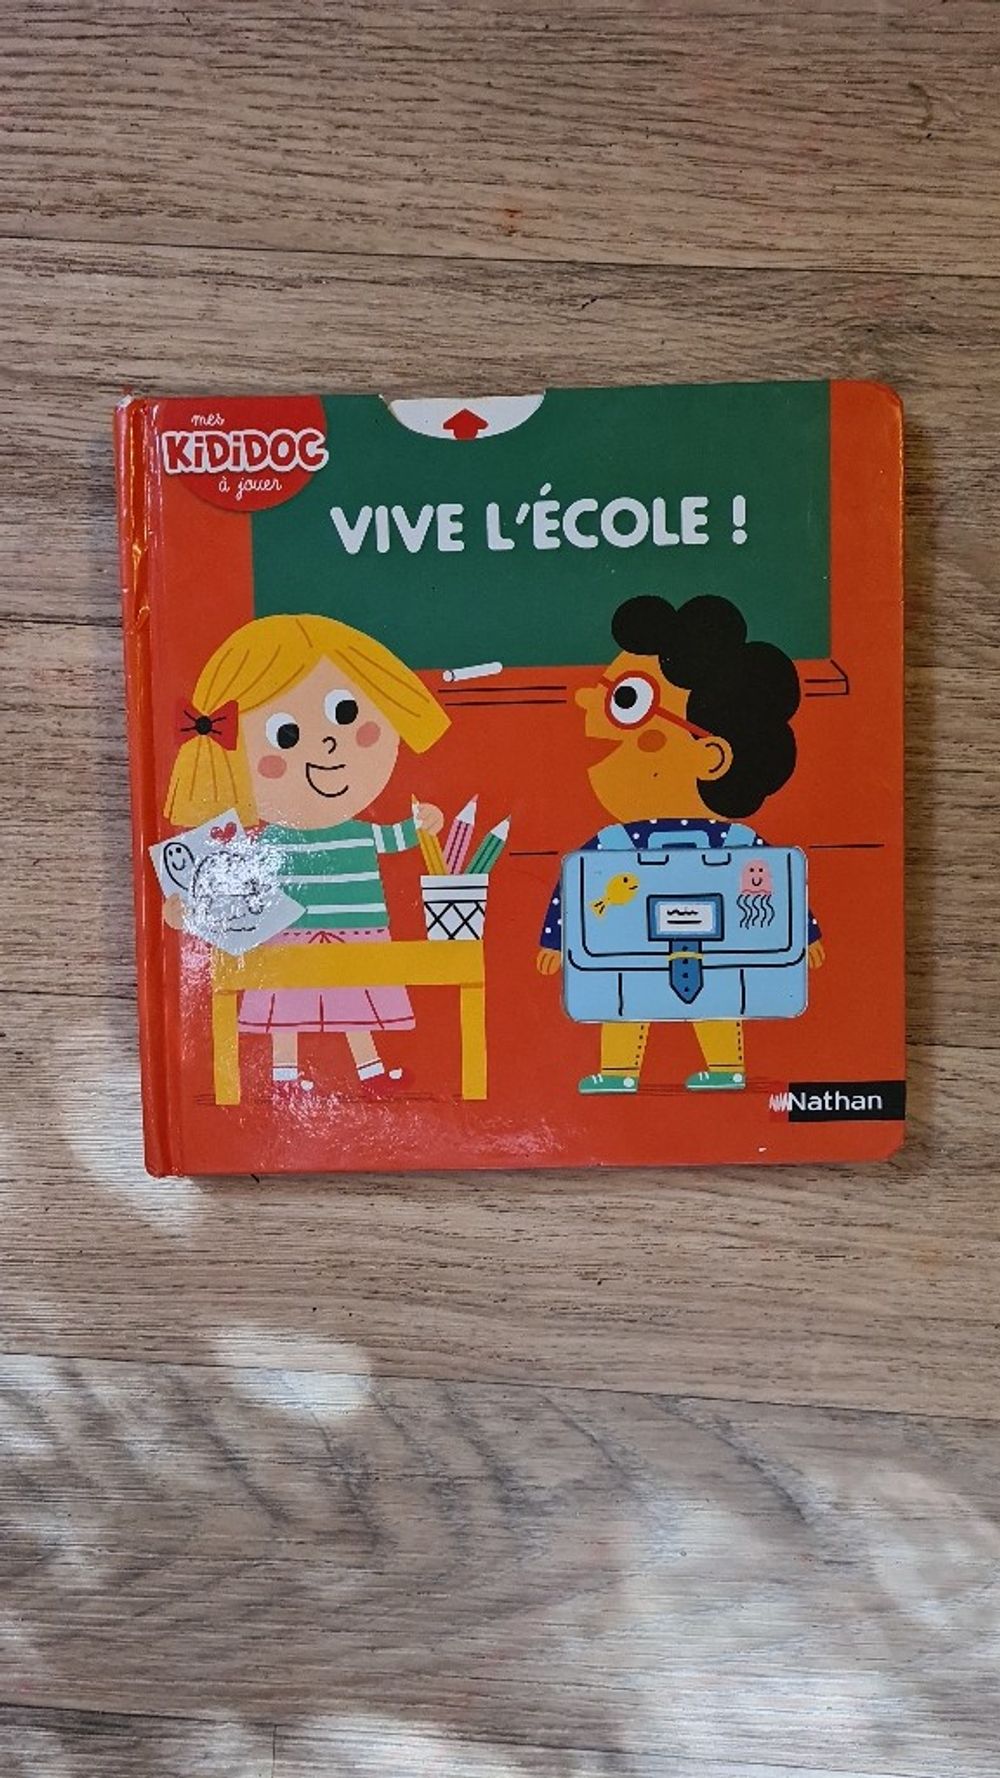 mes
KiDiDOC
à jouer
VIVE L'ÉCOLE !
Nathan